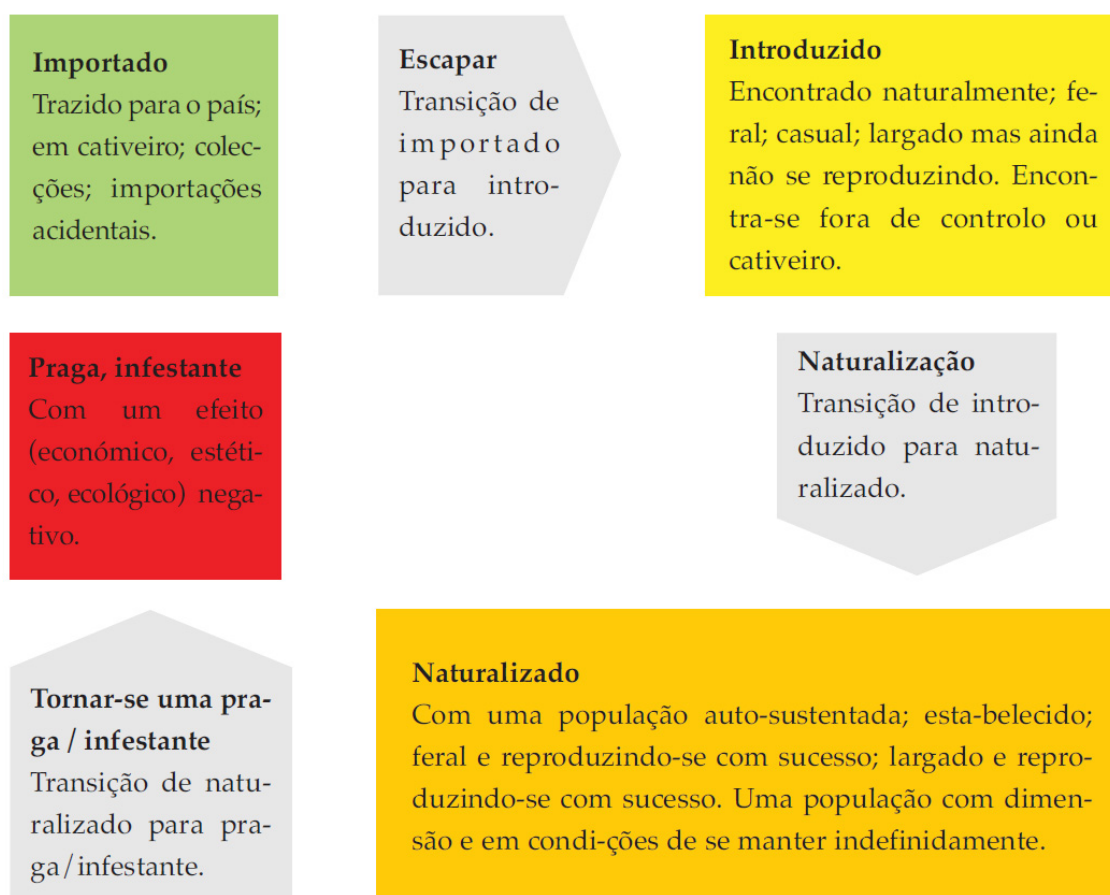 Importado
Trazido para o país;
em cativeiro; colec-
ções; importações
acidentais.
Escapar
Transição de
importado
para intro-
duzido.
Introduzido
Encontrado naturalmente; fe-
ral; casual; largado mas ainda
não se reproduzindo. Encon-
tra-se fora de controlo ou
cativeiro.
Praga, infestante
Com um efeito
(económico, estéti-
co, ecológico) nega-
tivo.
Naturalização
Transição de intro-
duzido para natu-
ralizado.
Tornar-se uma pra-
ga / infestante
Transição de natu-
ralizado para pra-
ga/infestante.
Naturalizado
Com uma população auto-sustentada; esta-belecido;
feral e reproduzindo-se com sucesso; largado e repro-
duzindo-se com sucesso. Uma população com dimen-
são e em condi-ções de se manter indefinidamente.